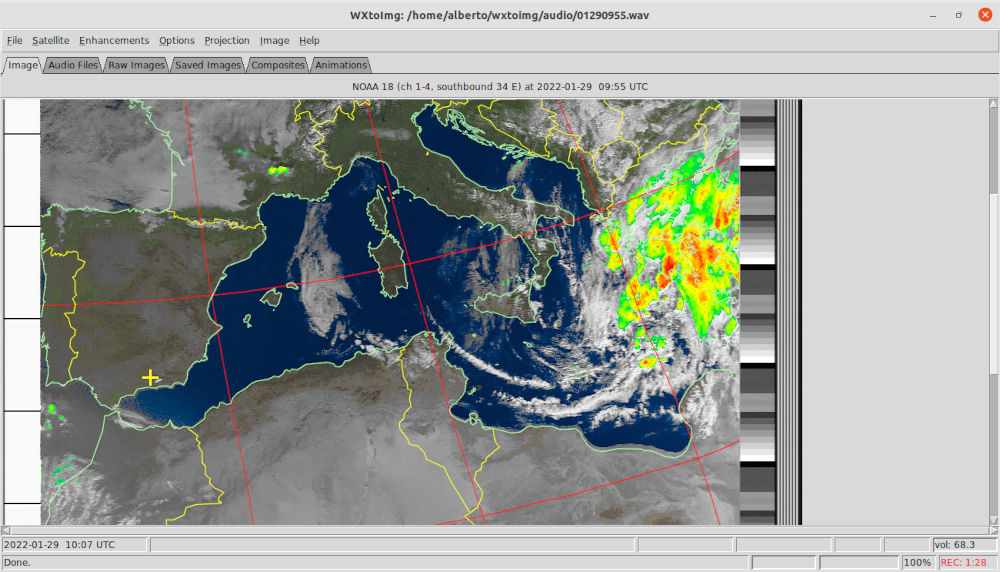 WXtoImg: /home/alberto/wxtoimg/audio/01290955.wav
File Satellite Enhancements Options Projection Image Help
Image Audio Files Raw Images Saved Images Composites Animations
NOAA 18 (ch 1-4, southbound 34 E) at 2022-01-29 09:55 UTC
2022-01-29 10:07 UTC vol: 68.3
Done. 100% REC: 1:28